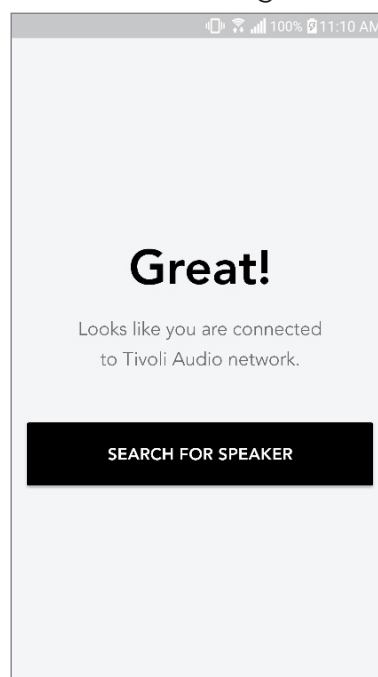 100% 11:10 AM
Great!
Looks like you are connected
to Tivoli Audio network.
SEARCH FOR SPEAKER